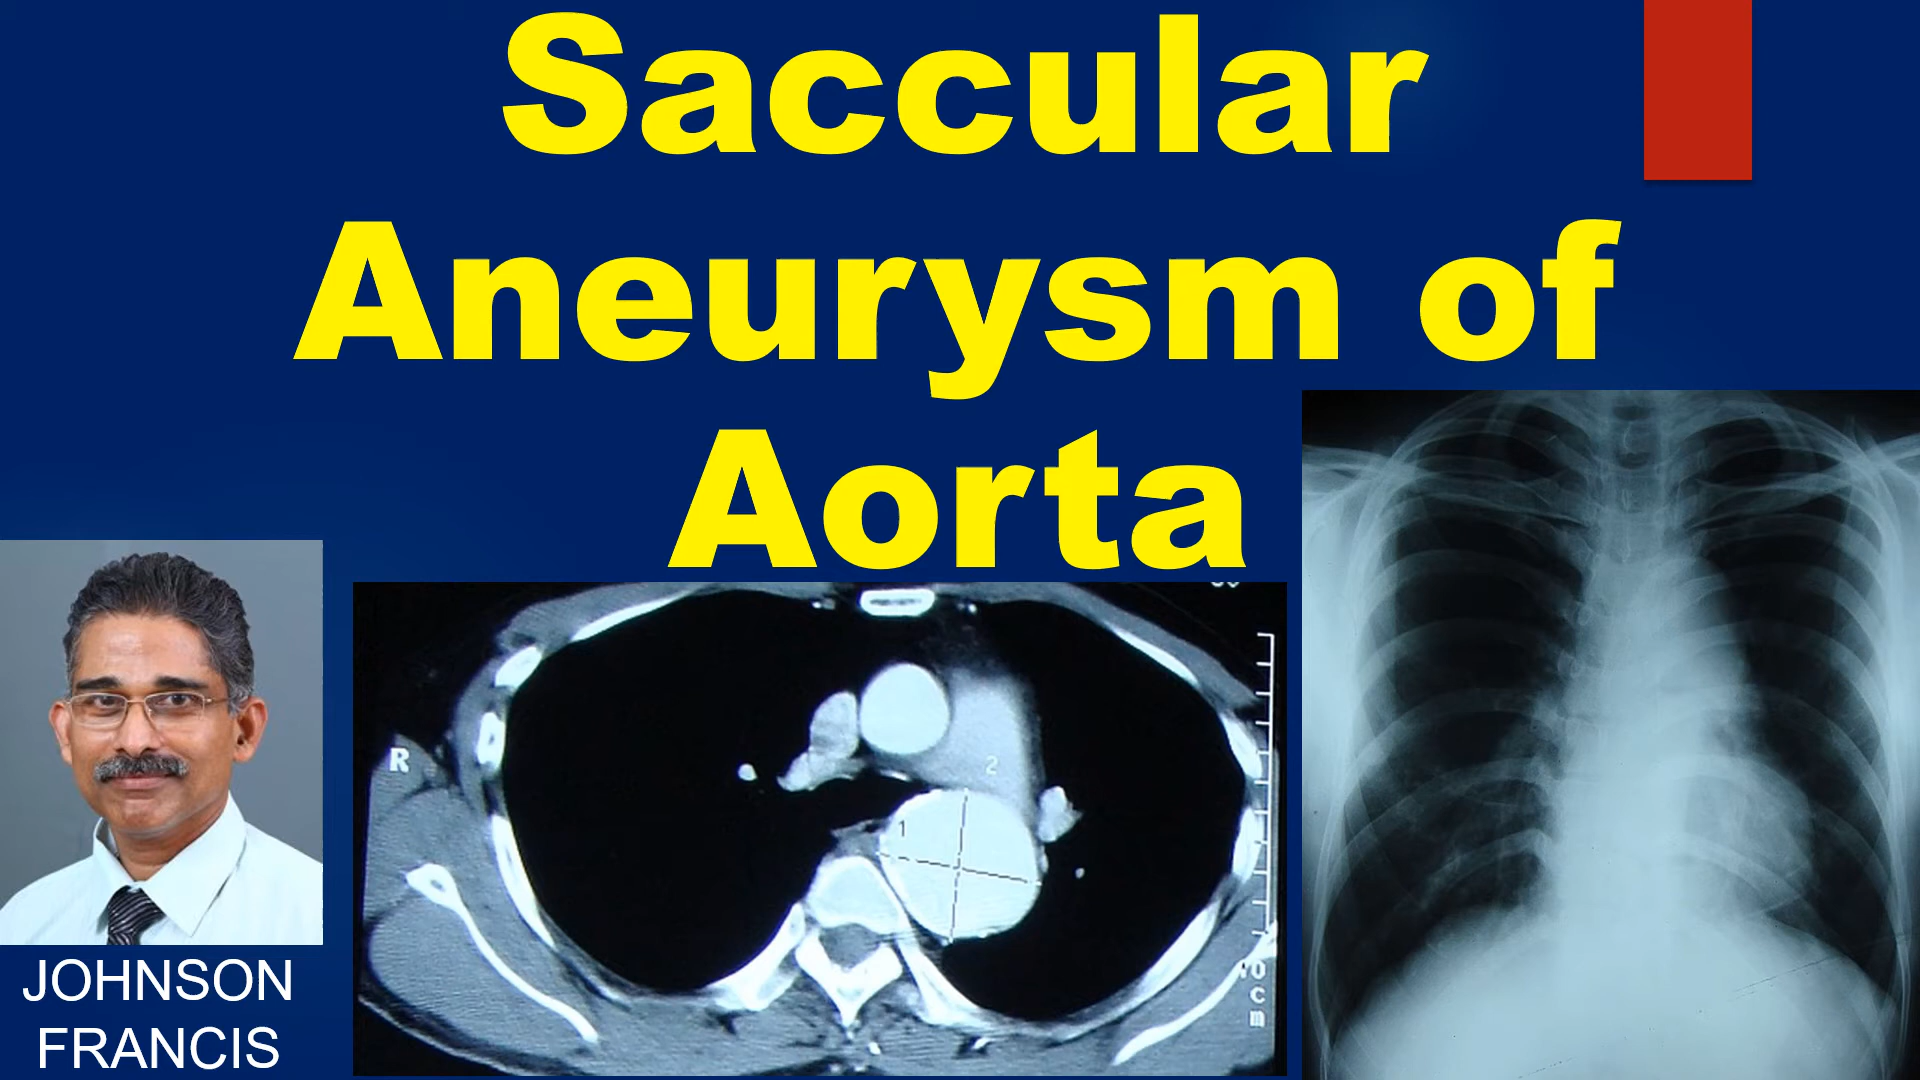 Saccular
Aneurysm of
Aorta
R
2
1
JOHNSON
FRANCIS